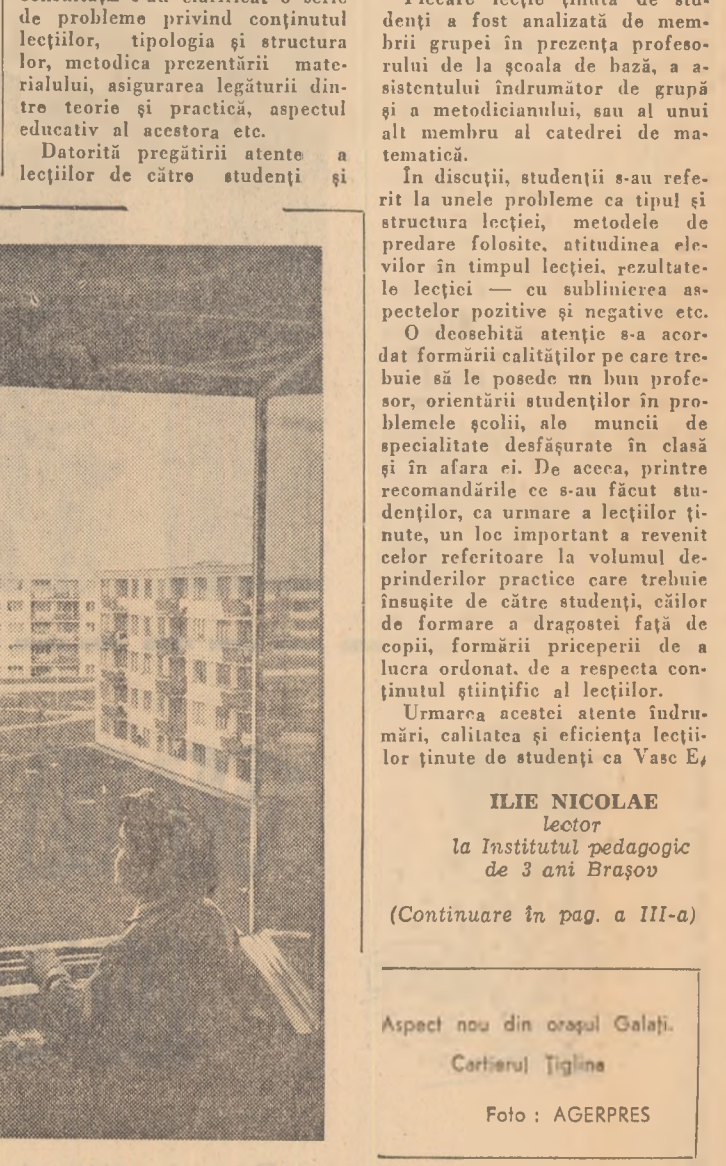 de probleme privind conținutul
lecțiilor, tipologia și structura
lor, metodica prezentării mate-
rialului, asigurarea legăturii din-
tre teorie și practică, aspectul
educativ al acestora etc.
Datorită pregătirii atente a
lecțiilor de către studenți și
Fiecare lecție ținută de stu-
denți a fost analizată de mem-
brii grupei în prezența profeso-
rului de la școala de bază, a a-
sistentului îndrumător de grupă
și a metodicianului, sau al unui
alt membru al catedrei de ma-
tematică.
În discuții, studenții s-au refe-
rit la unele probleme ca tipul și
structura lecției, metodele de
predare folosite, atitudinea ele-
vilor în timpul lecției, rezultate-
le lecției — cu sublinierea as-
pectelor pozitive și negative etc.
O deosebită atenție s-a acor-
dat formării calităților pe care tre-
buie să le posede un bun profe-
sor, orientării studenților în pro-
blemele școlii, ale muncii de
specialitate desfășurate în clasă
și în afara ei. De aceea, printre
recomandările ce s-au făcut stu-
denților, ca urmare a lecțiilor ți-
nute, un loc important a revenit
celor referitoare la volumul de-
prinderilor practice care trebuie
însușite de către studenți, căilor
de formare a dragostei față de
copii, formării priceperii de a
lucra ordonat, de a respecta con-
ținutul științific al lecțiilor.
Urmarea acestei atente îndru-
mări, calitatea și eficiența lecții-
lor ținute de studenți ca Vasc E,
ILIE NICOLAE
lector
la Institutul pedagogic
de 3 ani Brașov
(Continuare în pag. a III-a)
Aspect nou din orașul Galați.
Cartierul Țiglina
Foto : AGERPRES